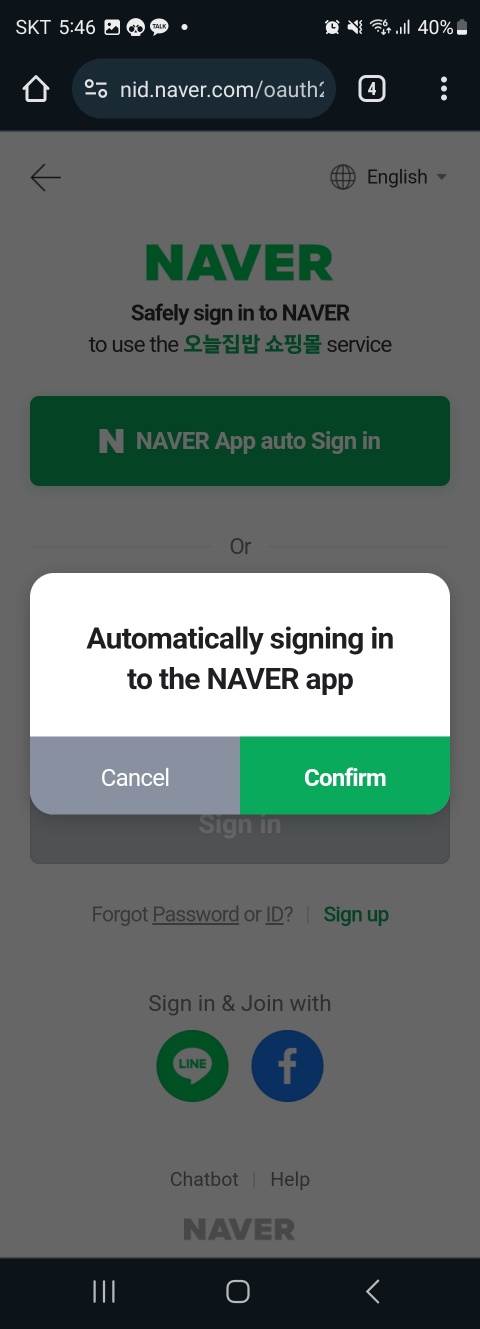 SKT 5:46 TALK 40%
nid.naver.com/oauth2 4
English
NAVER
Safely sign in to NAVER
to use the 오늘집밥 쇼핑몰 service
N NAVER App auto Sign in
Or
Automatically signing in
to the NAVER app
Cancel Confirm
Sign in
Forgot Password or ID? Sign up
Sign in & Join with
LINE f
Chatbot Help
NAVER